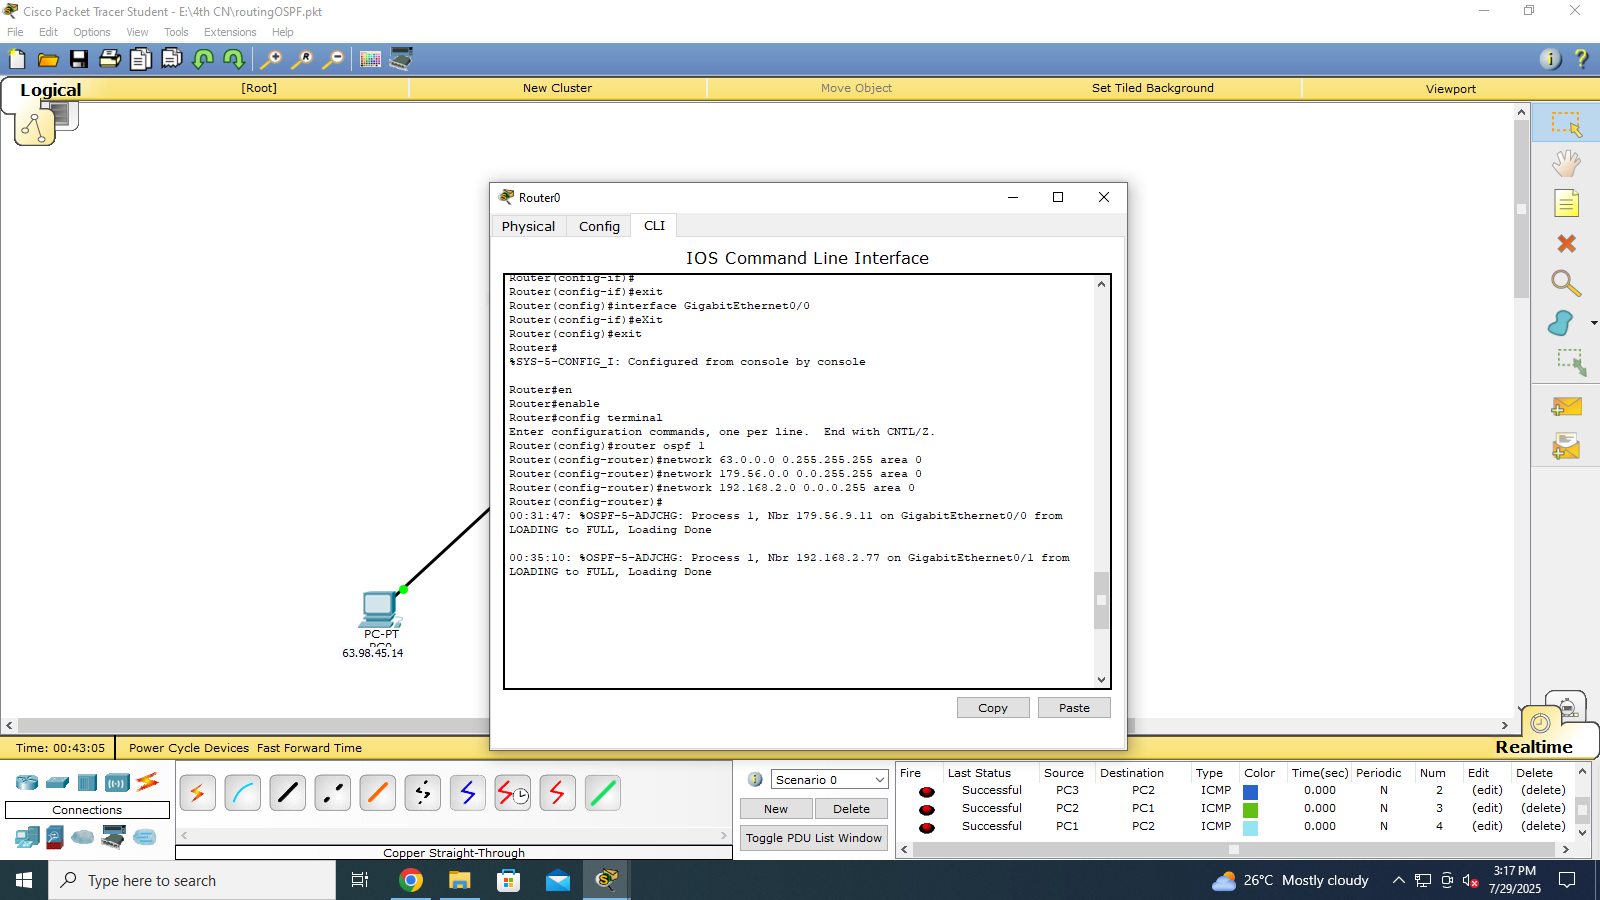 Cisco Packet Tracer Student - E:\4th CN\routingOSPF.pkt
File Edit Options View Tools Extensions Help
Logical [Root] New Cluster Move Object Set Tiled Background Viewport
Router0
Physical Config CLI
IOS Command Line Interface
Router(config-if)#
Router(config-if)#exit
Router(config)#interface GigabitEthernet0/0
Router(config-if)#eXit
Router(config)#exit
Router#
%SYS-5-CONFIG_I: Configured from console by console
Router#en
Router#enable
Router#config terminal
Enter configuration commands, one per line.  End with CNTL/Z.
Router(config)#router ospf 1
Router(config-router)#network 63.0.0.0 0.255.255.255 area 0
Router(config-router)#network 179.56.0.0 0.0.255.255 area 0
Router(config-router)#network 192.168.2.0 0.0.0.255 area 0
Router(config-router)#
00:31:47: %OSPF-5-ADJCHG: Process 1, Nbr 179.56.9.11 on GigabitEthernet0/0 from
LOADING to FULL, Loading Done
00:35:10: %OSPF-5-ADJCHG: Process 1, Nbr 192.168.2.77 on GigabitEthernet0/1 from
LOADING to FULL, Loading Done
Copy Paste
PC-PT
PC0
63.98.45.14
Time: 00:43:05 Power Cycle Devices Fast Forward Time Realtime
Connections
Copper Straight-Through
Scenario 0
New Delete
Toggle PDU List Window
Fire Last Status Source Destination Type Color Time(sec) Periodic Num Edit Delete
Successful PC3 PC2 ICMP 0.000 N 2 (edit) (delete)
Successful PC2 PC1 ICMP 0.000 N 3 (edit) (delete)
Successful PC1 PC2 ICMP 0.000 N 4 (edit) (delete)
Type here to search
26°C Mostly cloudy
3:17 PM
7/29/2025